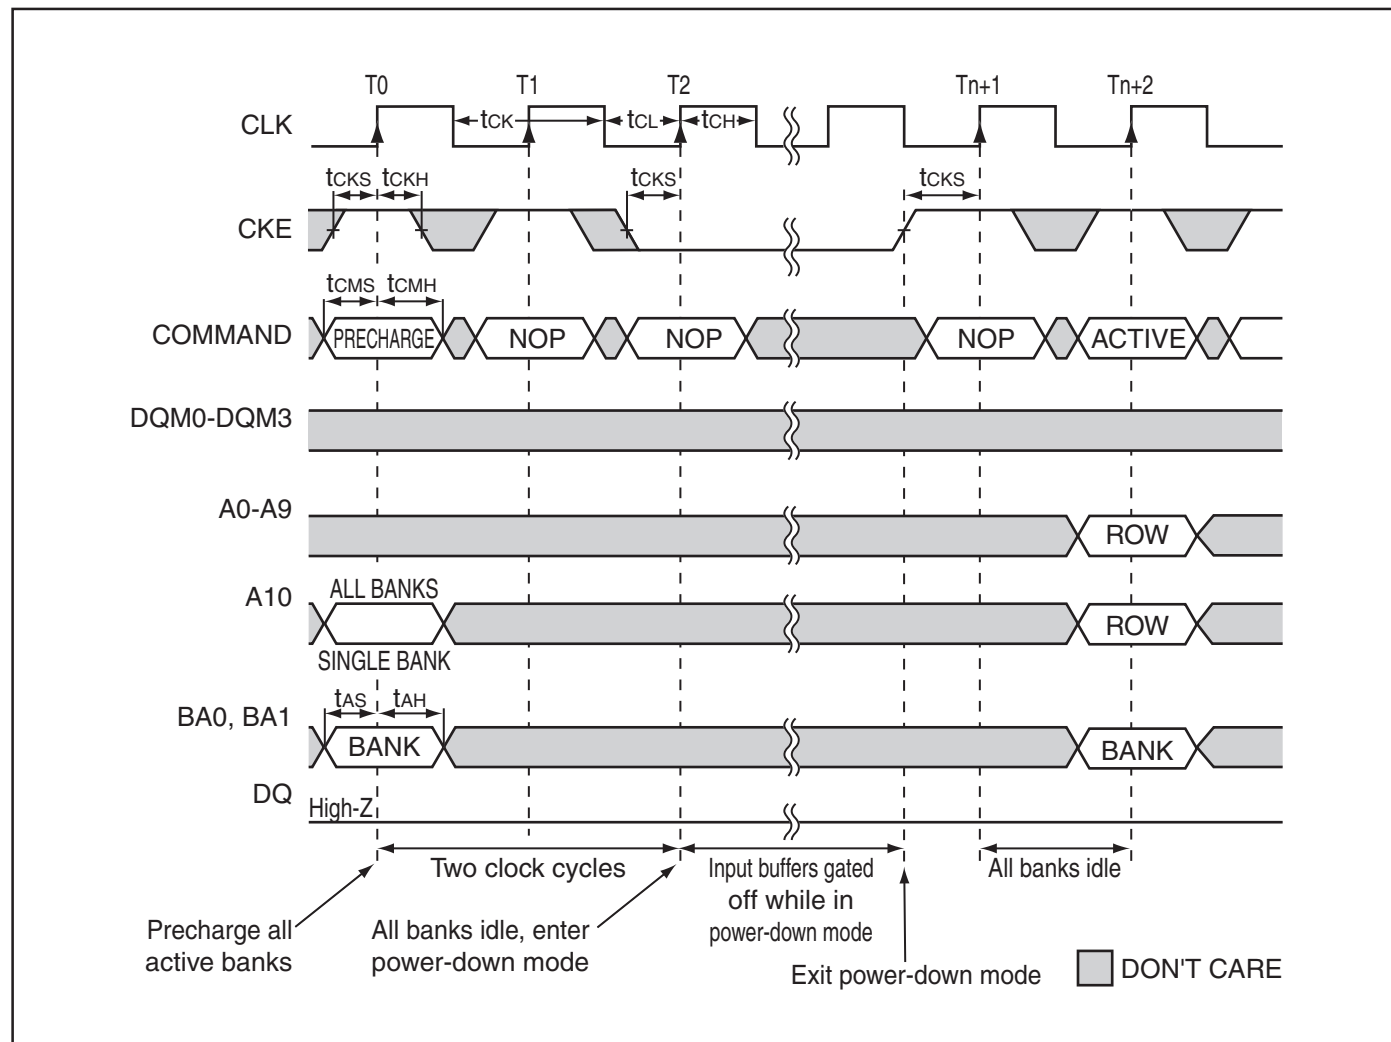 T0 T1 T2 Tn+1 Tn+2
CLK tCK tCL tCH
tCKS tCKH tCKS tCKS
CKE
tCMS tCMH
COMMAND PRECHARGE NOP NOP NOP ACTIVE
DQM0-DQM3
A0-A9 ROW
ALL BANKS
A10 ROW
SINGLE BANK
tAS tAH
BA0, BA1 BANK BANK
DQ
High-Z
Two clock cycles
Input buffers gated
off while in
power-down mode
All banks idle
Precharge all
active banks
All banks idle, enter
power-down mode
Exit power-down mode
DON'T CARE